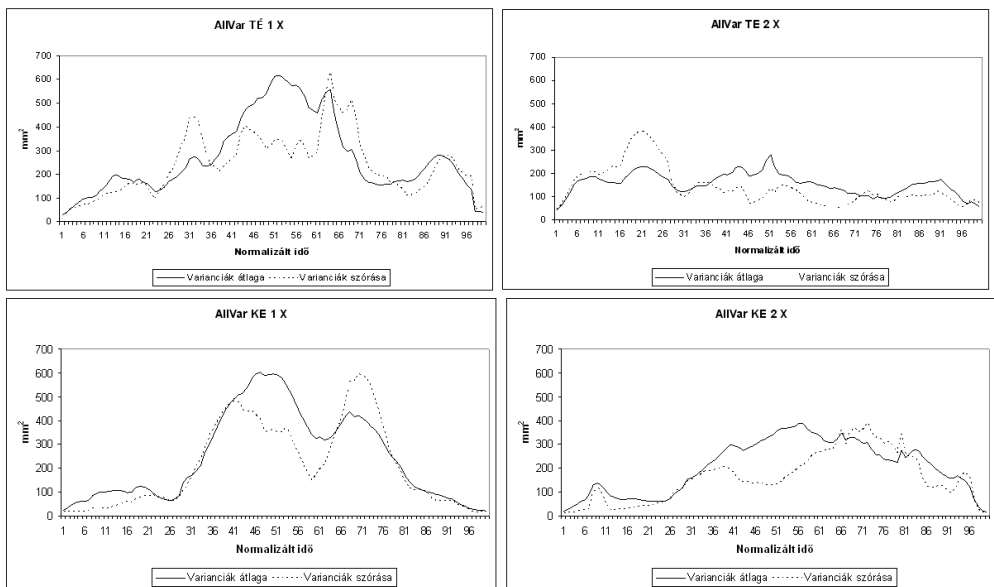 AllVar TÉ 1 X
700
600
500
400
300
200
100
0
mm²
1 6 11 16 21 26 31 36 41 46 51 56 61 66 71 76 81 86 91 96
Normalizált idő
Varianciák átlaga Varianciák szórása
AllVar TE 2 X
700
600
500
400
300
200
100
0
mm²
1 6 11 16 21 26 31 36 41 46 51 56 61 66 71 76 81 86 91 96
Normalizált idő
Varianciák átlaga Varianciák szórása
AllVar KE 1 X
700
600
500
400
300
200
100
0
mm²
1 6 11 16 21 26 31 36 41 46 51 56 61 66 71 76 81 86 91 96
Normalizált idő
Varianciák átlaga Varianciák szórása
AllVar KE 2 X
700
600
500
400
300
200
100
0
mm²
1 6 11 16 21 26 31 36 41 46 51 56 61 66 71 76 81 86 91 96
Normalizált idő
Varianciák átlaga Varianciák szórása